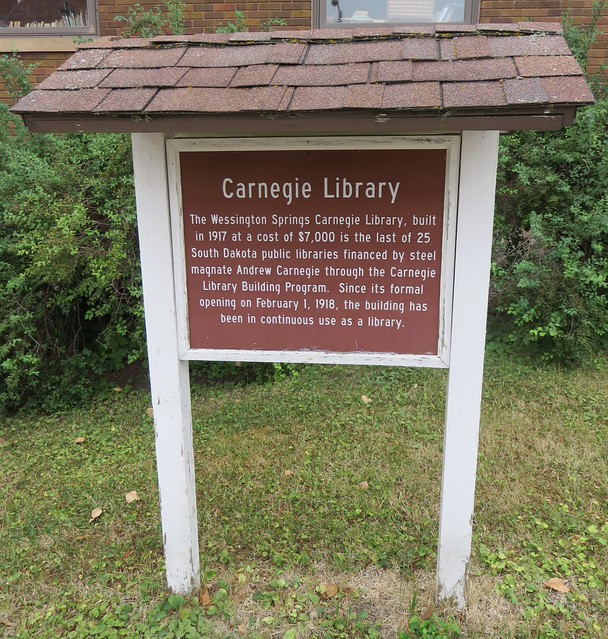 Carnegie Library
The Wessington Springs Carnegie Library, built
in 1917 at a cost of $7,000 is the last of 25
South Dakota public libraries financed by steel
magnate Andrew Carnegie through the Carnegie
Library Building Program. Since its formal
opening on February 1, 1918, the building has
been in continuous use as a library.